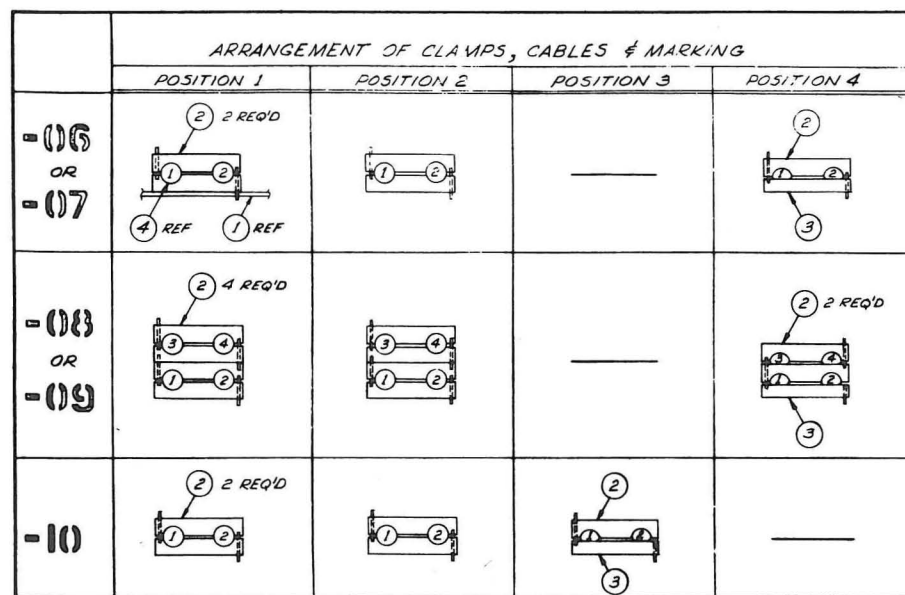 ARRANGEMENT OF CLAMPS, CABLES & MARKING
POSITION 1 POSITION 2 POSITION 3 POSITION 4
-06
OR
-07
2 2 REQ'D
1 2
4 REF 1 REF
1 2
2
1 2
3
-08
OR
-09
2 4 REQ'D
3 4
1 2
3 4
1 2
2 2 REQ'D
3 4
1 2
3
-10
2 2 REQ'D
1 2
1 2
2
1 2
3